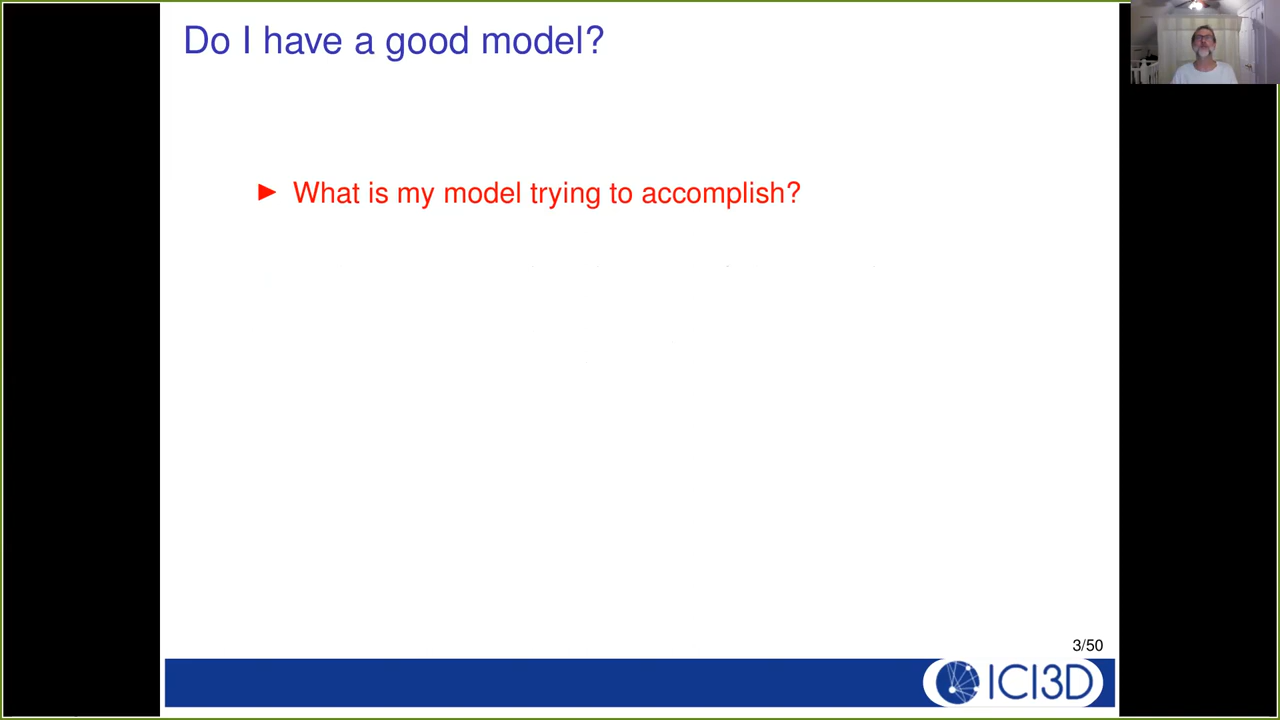 Do I have a good model?
► What is my model trying to accomplish?
3/50
ICI3D